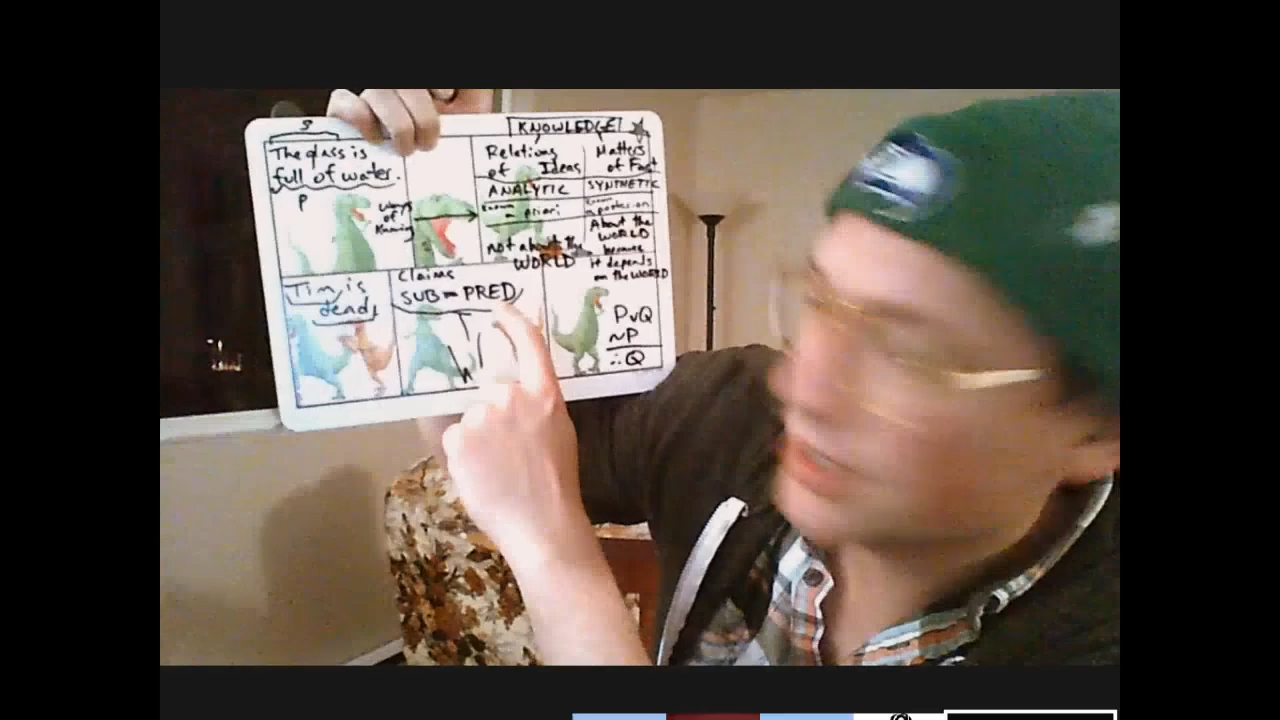 S
The glass is
full of water.
P
Ways
of
Knowing
KNOWLEDGE!
Relations
of Ideas
ANALYTIC
known
a priori
not about the
WORLD
Matters
of Fact
SYNTHETIC
known
a posteriori
About the
WORLD
because
it depends
on the WORLD
Tim is
dead
Claims
SUB = PRED
PvQ
~P
∴Q